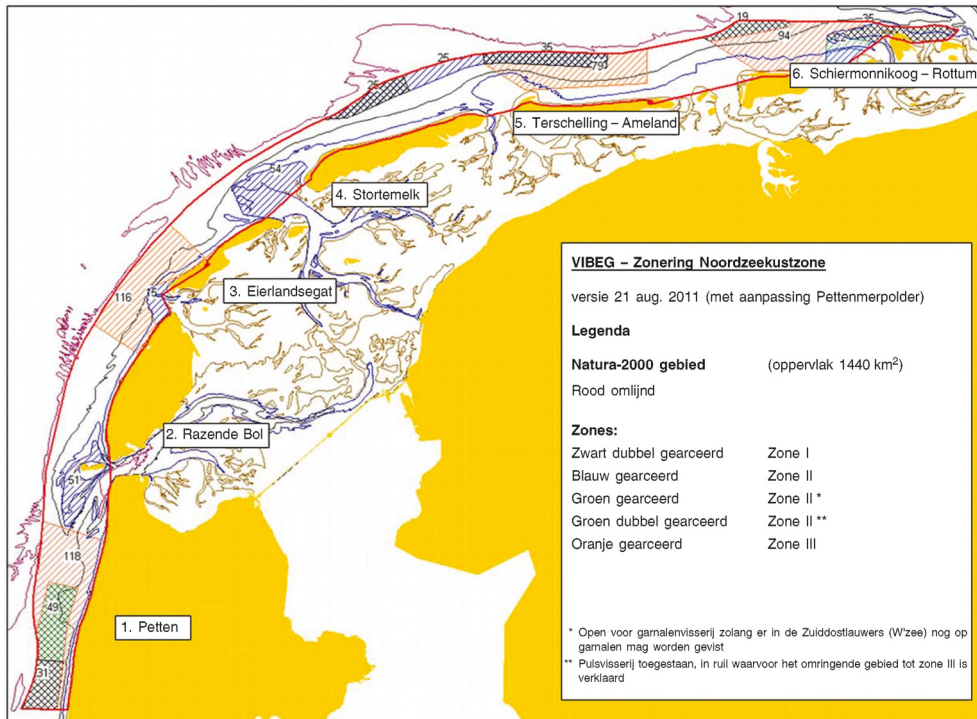 19
35
94
22
35
25
79
25
6. Schiermonnikoog – Rottum
5. Terschelling – Ameland
54
4. Stortemelk
3. Eierlandsegat
116
15
2. Razende Bol
51
118
49
1. Petten
31
VIBEG – Zonering Noordzeekustzone
versie 21 aug. 2011 (met aanpassing Pettenmerpolder)
Legenda
Natura-2000 gebied (oppervlak 1440 km²)
Rood omlijnd
Zones:
Zwart dubbel gearceerd Zone I
Blauw gearceerd Zone II
Groen gearceerd Zone II *
Groen dubbel gearceerd Zone II **
Oranje gearceerd Zone III
* Open voor garnalenvisserij zolang er in de Zuiddostlauwers (W'zee) nog op
garnalen mag worden gevist
** Pulsvisserij toegestaan, in ruil waarvoor het omringende gebied tot zone III is
verklaard